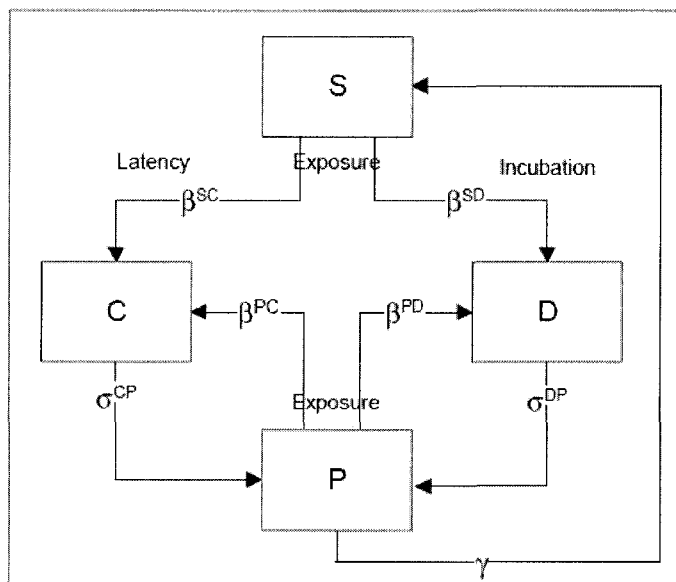 S
Latency
Exposure
Incubation
β^SC
β^SD
C
β^PC
β^PD
D
σ^CP
Exposure
σ^DP
P
γ